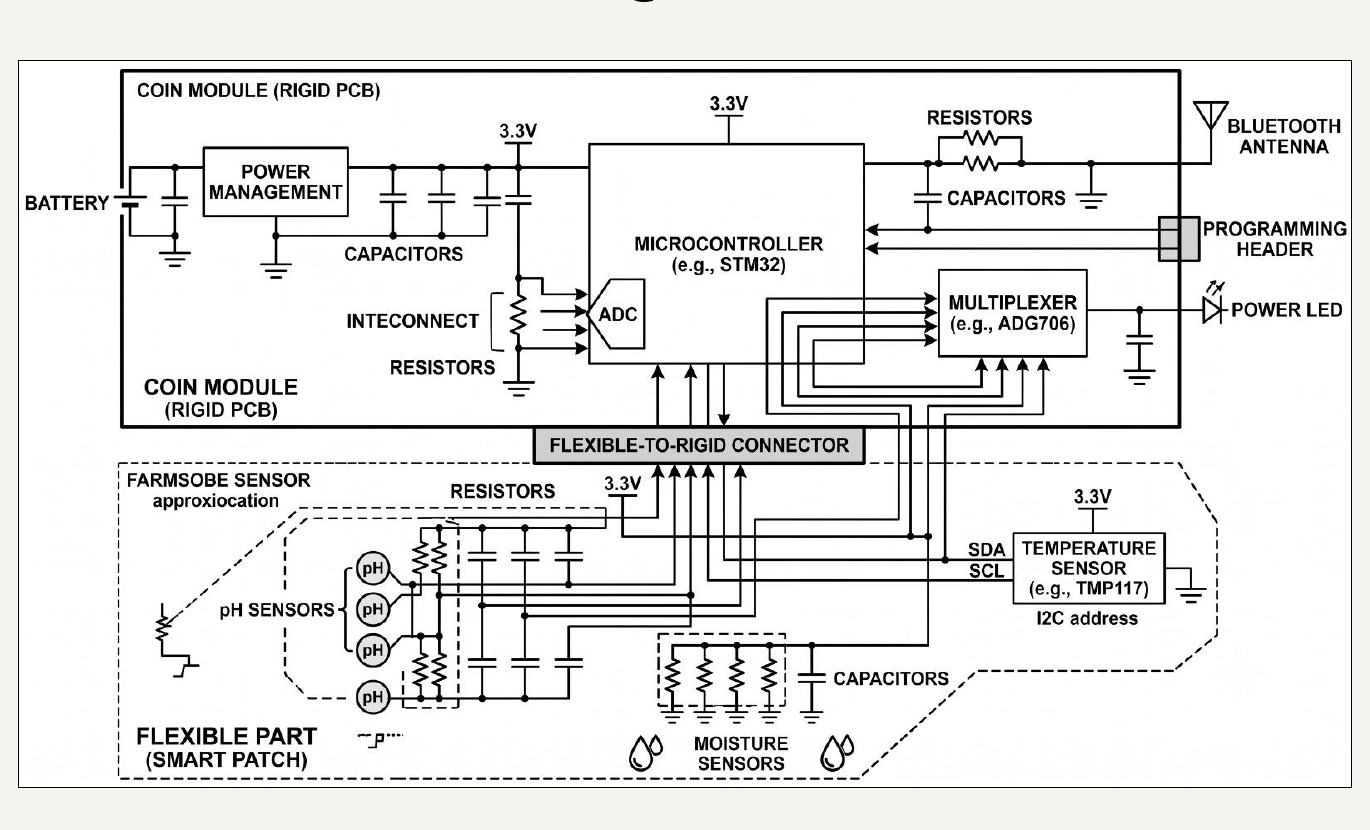 COIN MODULE (RIGID PCB)
3.3V
3.3V
RESISTORS
BLUETOOTH
ANTENNA
POWER
MANAGEMENT
BATTERY
CAPACITORS
CAPACITORS
MICROCONTROLLER
(e.g., STM32)
PROGRAMMING
HEADER
INTECONNECT
ADC
RESISTORS
MULTIPLEXER
(e.g., ADG706)
POWER LED
COIN MODULE
(RIGID PCB)
FLEXIBLE-TO-RIGID CONNECTOR
FARMSOBE SENSOR
approxiocation
RESISTORS
3.3V
3.3V
SDA
SCL
TEMPERATURE
SENSOR
(e.g., TMP117)
I2C address
pH
pH
pH
pH
pH SENSORS
CAPACITORS
MOISTURE
SENSORS
FLEXIBLE PART
(SMART PATCH)